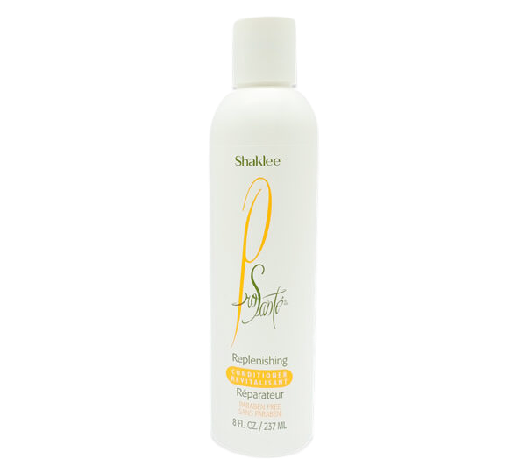 Shaklee
ProSanté
Replenishing
CONDITIONER
REVITALISANT
Réparateur
PARABEN FREE
SANS PARABEN
8 FL. OZ. / 237 ML